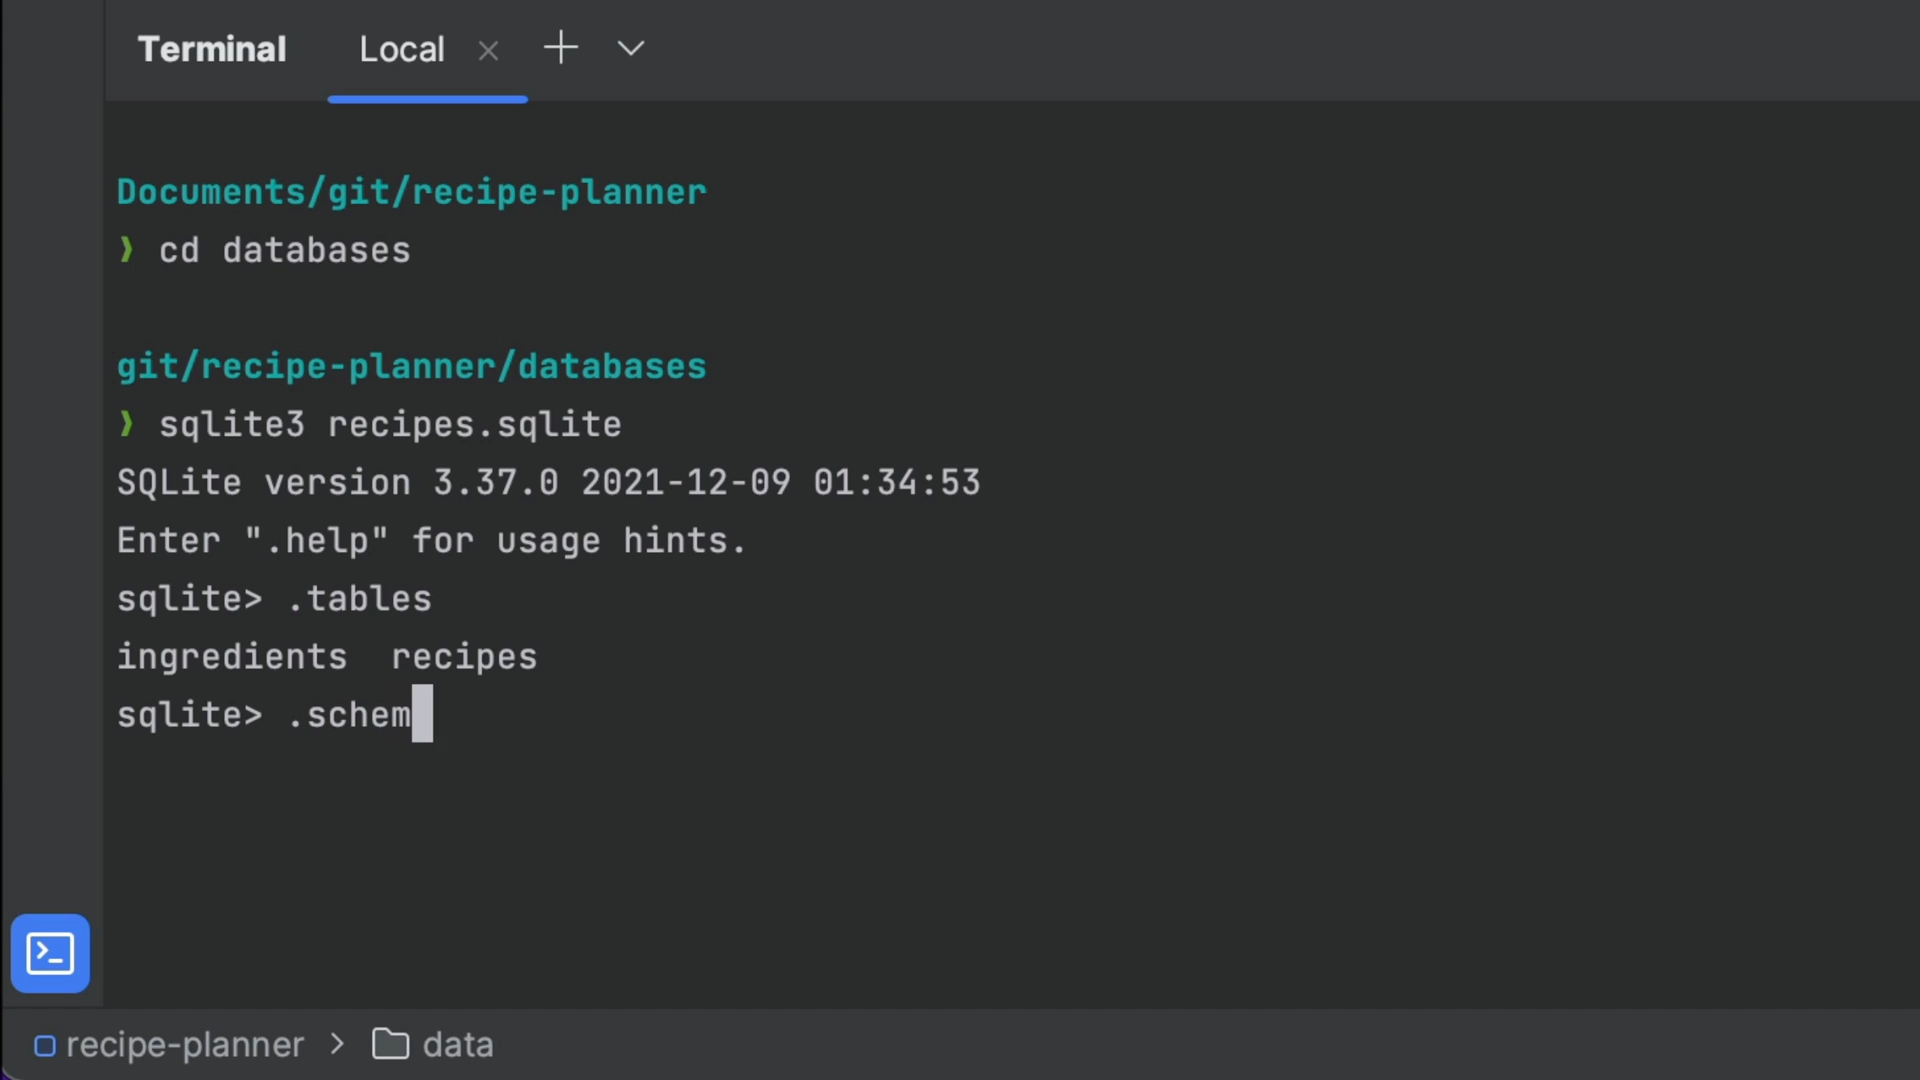 Terminal Local
Documents/git/recipe-planner
❯ cd databases
git/recipe-planner/databases
❯ sqlite3 recipes.sqlite
SQLite version 3.37.0 2021-12-09 01:34:53
Enter ".help" for usage hints.
sqlite> .tables
ingredients  recipes
sqlite> .schem
recipe-planner > data